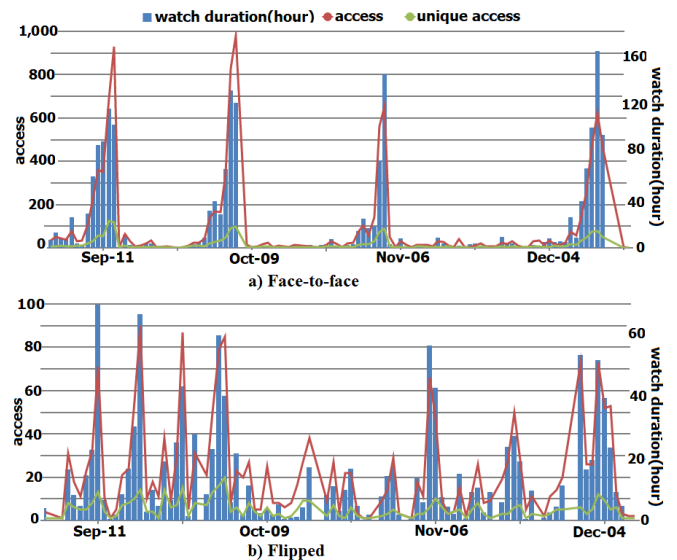 watch duration(hour) access unique access
1,000
800
600
400
200
0
access
160
120
80
40
0
watch duration(hour)
Sep-11 Oct-09 Nov-06 Dec-04
a) Face-to-face
100
80
60
40
20
0
access
60
40
20
0
watch duration(hour)
Sep-11 Oct-09 Nov-06 Dec-04
b) Flipped